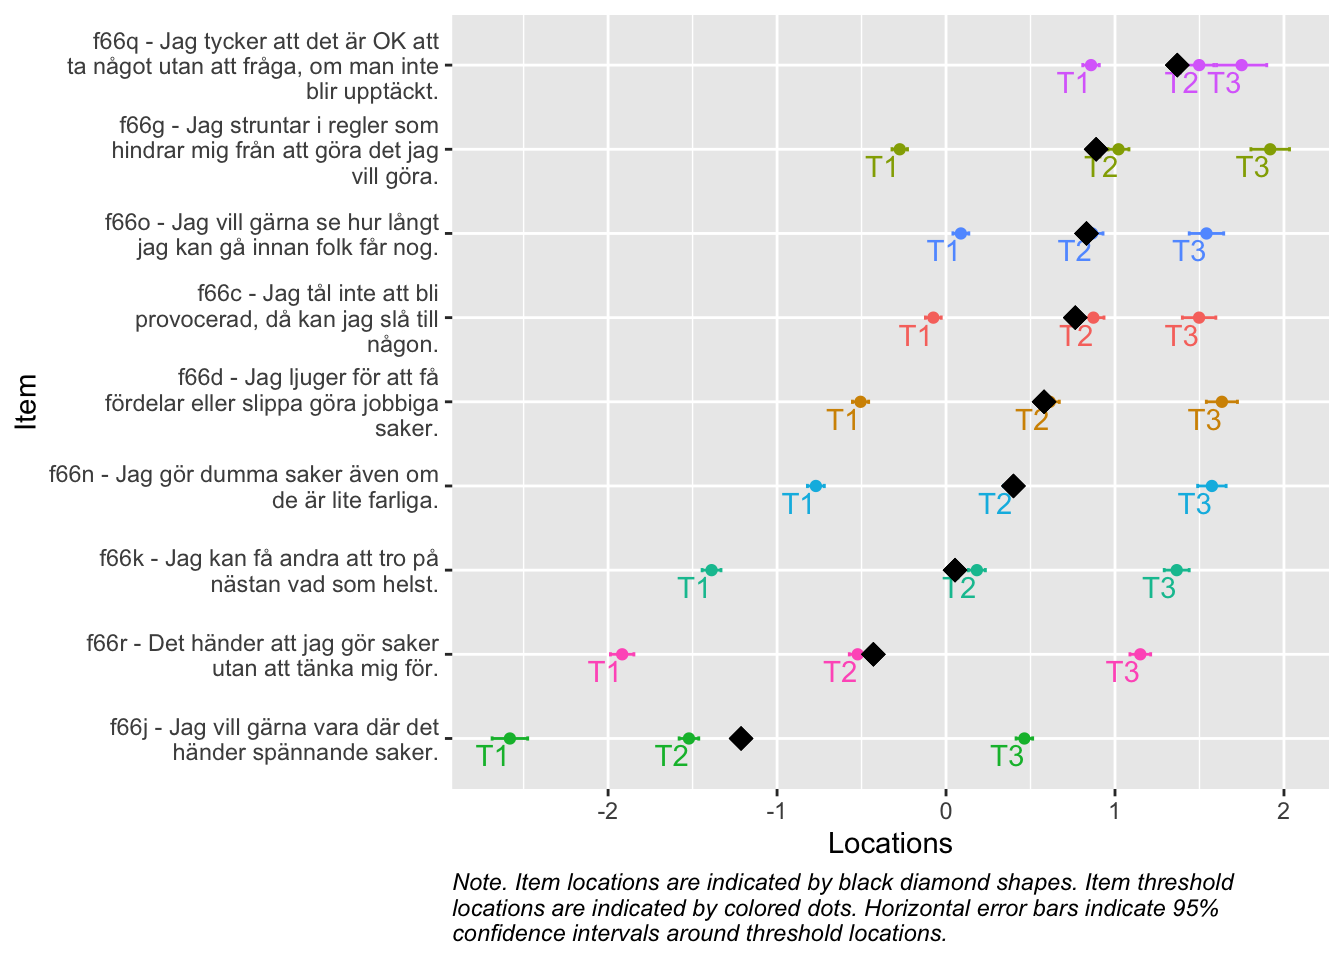 f66q - Jag tycker att det är OK att
ta något utan att fråga, om man inte
blir upptäckt.
T1 T2 T3
f66g - Jag struntar i regler som
hindrar mig från att göra det jag
vill göra.
T1 T2 T3
f66o - Jag vill gärna se hur långt
jag kan gå innan folk får nog.
T1 T2 T3
f66c - Jag tål inte att bli
provocerad, då kan jag slå till
någon.
T1 T2 T3
f66d - Jag ljuger för att få
fördelar eller slippa göra jobbiga
saker.
T1 T2 T3
f66n - Jag gör dumma saker även om
de är lite farliga.
T1 T2 T3
f66k - Jag kan få andra att tro på
nästan vad som helst.
T1 T2 T3
f66r - Det händer att jag gör saker
utan att tänka mig för.
T1 T2 T3
f66j - Jag vill gärna vara där det
händer spännande saker.
T1 T2 T3
Item
-2 -1 0 1 2
Locations
Note. Item locations are indicated by black diamond shapes. Item threshold
locations are indicated by colored dots. Horizontal error bars indicate 95%
confidence intervals around threshold locations.